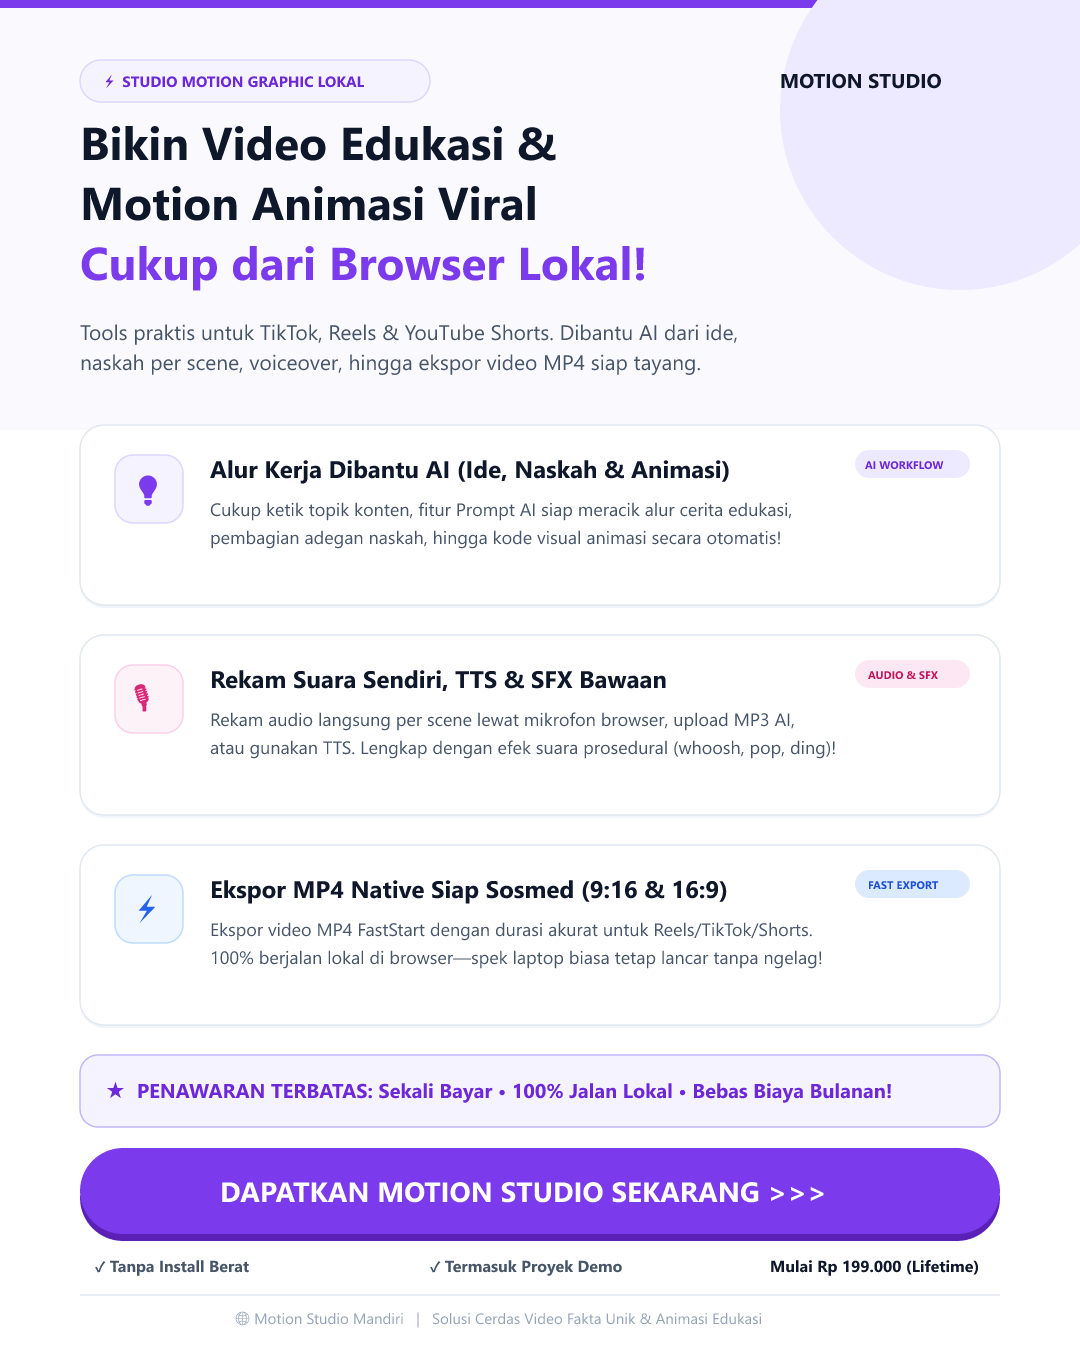 STUDIO MOTION GRAPHIC LOKAL
MOTION STUDIO
Bikin Video Edukasi &
Motion Animasi Viral
Cukup dari Browser Lokal!
Tools praktis untuk TikTok, Reels & YouTube Shorts. Dibantu AI dari ide,
naskah per scene, voiceover, hingga ekspor video MP4 siap tayang.
Alur Kerja Dibantu AI (Ide, Naskah & Animasi)
AI WORKFLOW
Cukup ketik topik konten, fitur Prompt AI siap meracik alur cerita edukasi,
pembagian adegan naskah, hingga kode visual animasi secara otomatis!
Rekam Suara Sendiri, TTS & SFX Bawaan
AUDIO & SFX
Rekam audio langsung per scene lewat mikrofon browser, upload MP3 AI,
atau gunakan TTS. Lengkap dengan efek suara prosedural (whoosh, pop, ding)!
Ekspor MP4 Native Siap Sosmed (9:16 & 16:9)
FAST EXPORT
Ekspor video MP4 FastStart dengan durasi akurat untuk Reels/TikTok/Shorts.
100% berjalan lokal di browser—spek laptop biasa tetap lancar tanpa ngelag!
★ PENAWARAN TERBATAS: Sekali Bayar • 100% Jalan Lokal • Bebas Biaya Bulanan!
DAPATKAN MOTION STUDIO SEKARANG >>>
✓ Tanpa Install Berat
✓ Termasuk Proyek Demo
Mulai Rp 199.000 (Lifetime)
Motion Studio Mandiri | Solusi Cerdas Video Fakta Unik & Animasi Edukasi